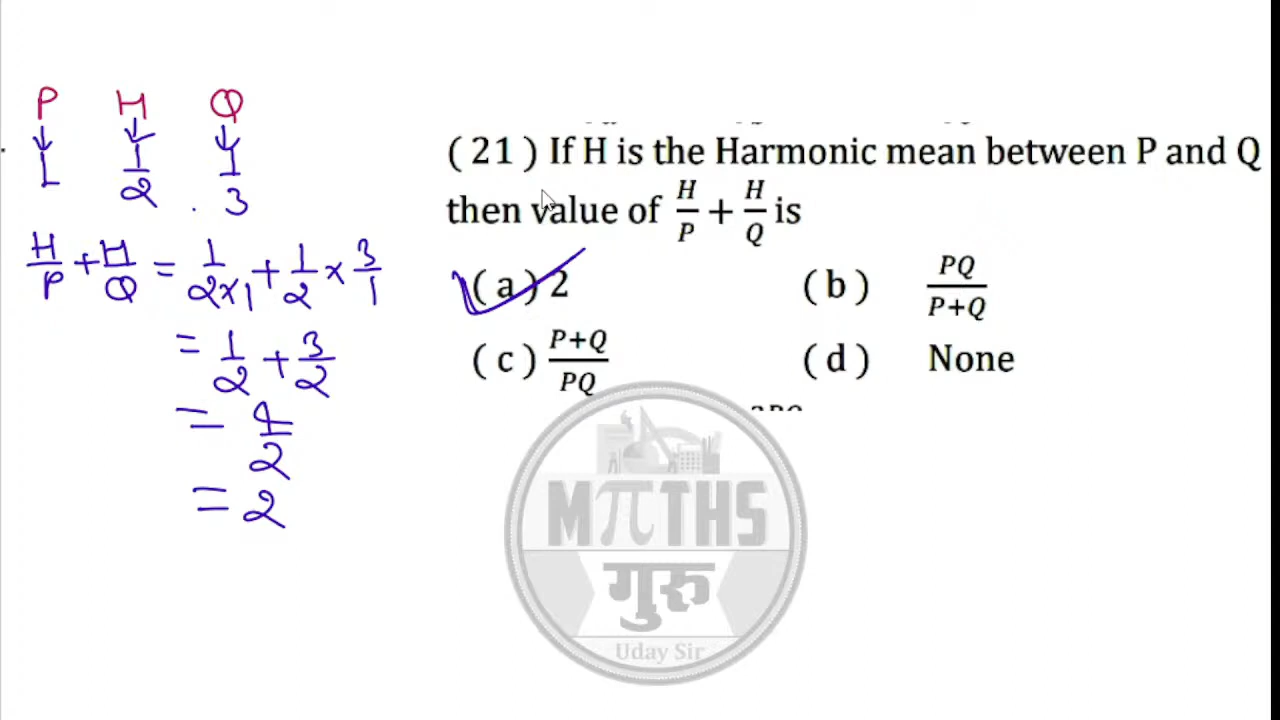 P H Q
1 1/2 1/3
H/P + H/Q = 1/2×1 + 1/2 × 3/1
= 1/2 + 3/2
= 4/2
= 2
( 21 ) If H is the Harmonic mean between P and Q
then value of H/P + H/Q is
( a ) 2 ( b ) PQ/P+Q
( c ) P+Q/PQ ( d ) None
MπTHS
गुरु
Uday Sir